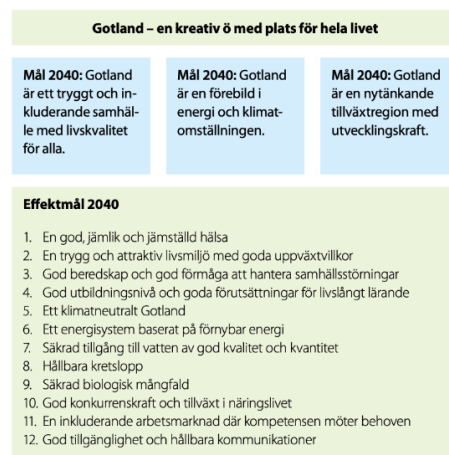 Gotland – en kreativ ö med plats för hela livet
Mål 2040: Gotland
är ett tryggt och in-
kluderande samhäl-
le med livskvalitet
för alla.
Mål 2040: Gotland
är en förebild i
energi och klimat-
omställningen.
Mål 2040: Gotland
är en nytänkande
tillväxtregion med
utvecklingskraft.
Effektmål 2040
1. En god, jämlik och jämställd hälsa
2. En trygg och attraktiv livsmiljö med goda uppväxtvillkor
3. God beredskap och god förmåga att hantera samhällsstörningar
4. God utbildningsnivå och goda förutsättningar för livslångt lärande
5. Ett klimatneutralt Gotland
6. Ett energisystem baserat på förnybar energi
7. Säkrad tillgång till vatten av god kvalitet och kvantitet
8. Hållbara kretslopp
9. Säkrad biologisk mångfald
10. God konkurrenskraft och tillväxt i näringslivet
11. En inkluderande arbetsmarknad där kompetensen möter behoven
12. God tillgänglighet och hållbara kommunikationer